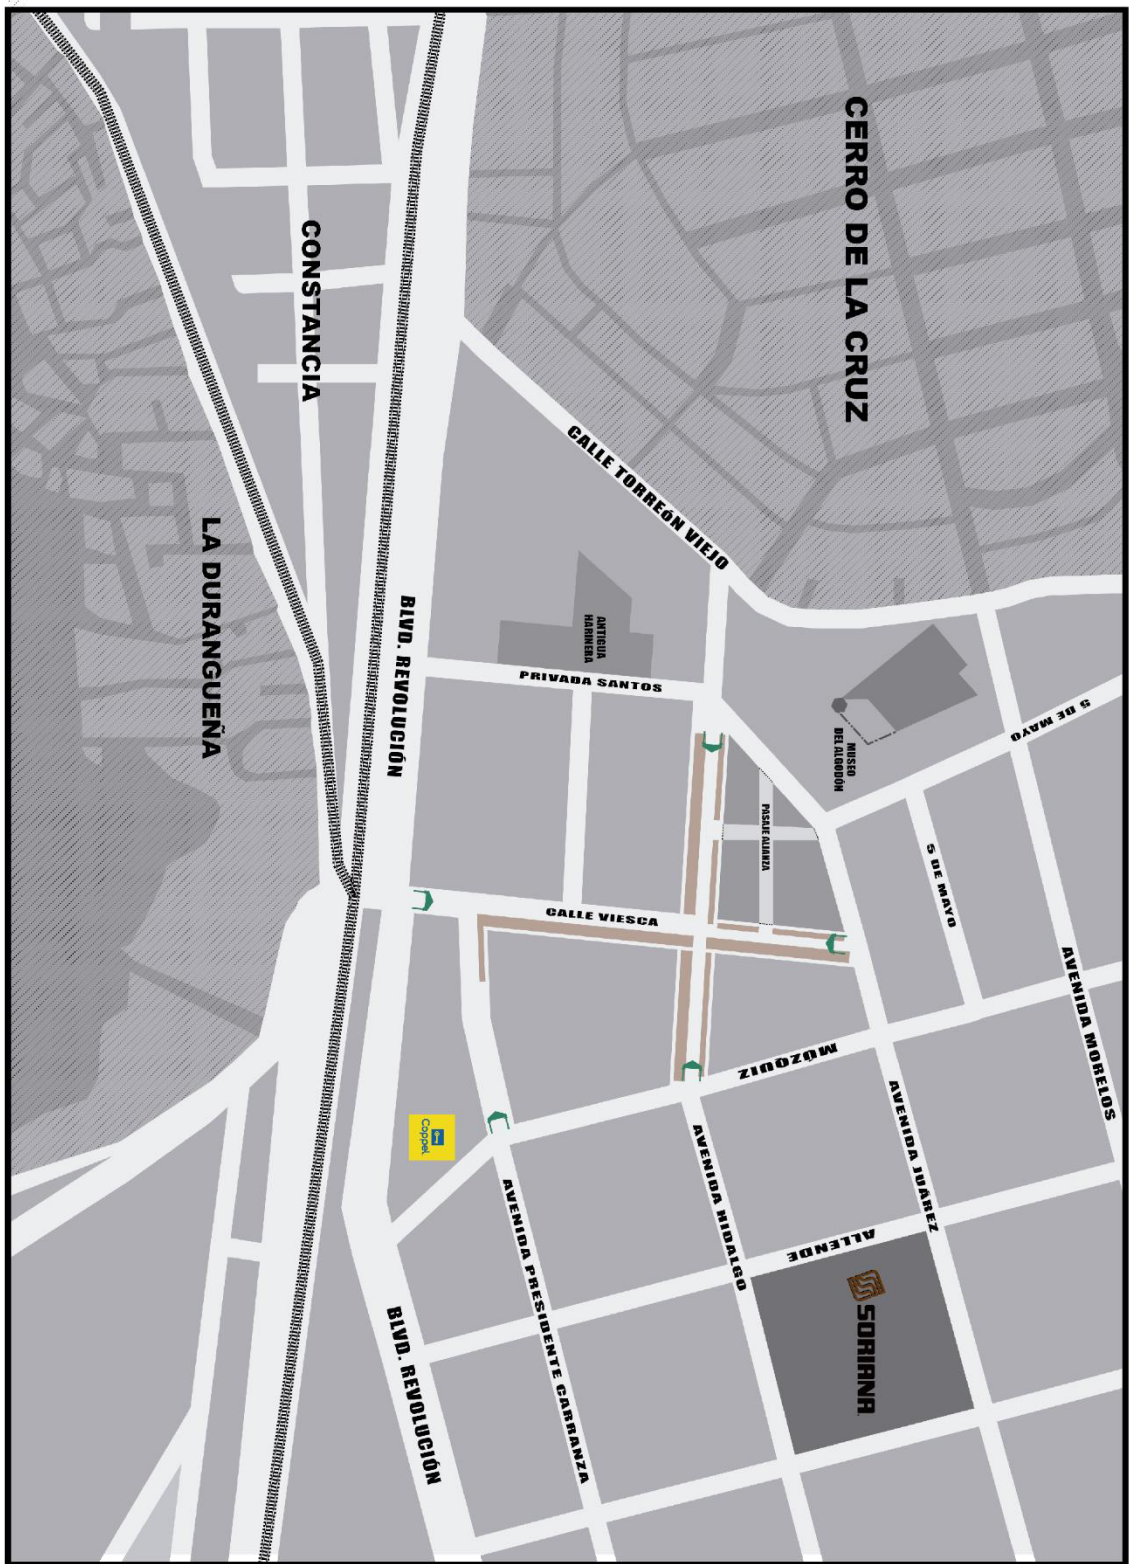 CERRO DE LA CRUZ
CONSTANCIA
LA DURANGUEÑA
CALLE TORREÓN VIEJO
BLVD. REVOLUCIÓN
ANTIGUA
HARINERA
PRIVADA SANTOS
MUSEO
DEL ALGODÓN
5 DE MAYO
PASAJE ALIANZA
5 DE MAYO
CALLE VIESCA
AVENIDA MORELOS
MÚZQUIZ
AVENIDA JUÁREZ
AVENIDA HIDALGO
Coppel
AVENIDA PRESIDENTE CARRANZA
ALLENDE
SORIANA
BLVD. REVOLUCIÓN